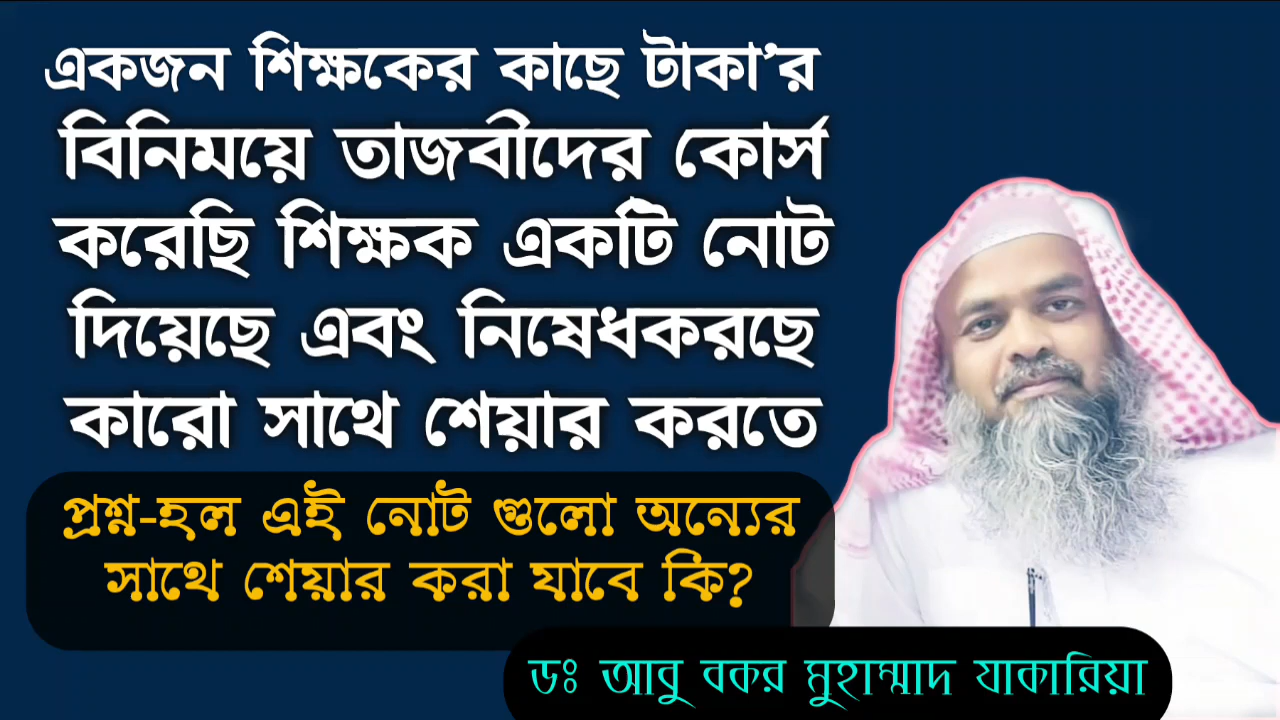 একজন শিক্ষকের কাছে টাকা’র
বিনিময়ে তাজবীদের কোর্স
করেছি শিক্ষক একটি নোট
দিয়েছে এবং নিষেধকরছে
কারো সাথে শেয়ার করতে
প্রশ্ন-হল এই নোট গুলো অন্যের
সাথে শেয়ার করা যাবে কি?
ডঃ আবু বকর মুহাম্মাদ যাকারিয়া